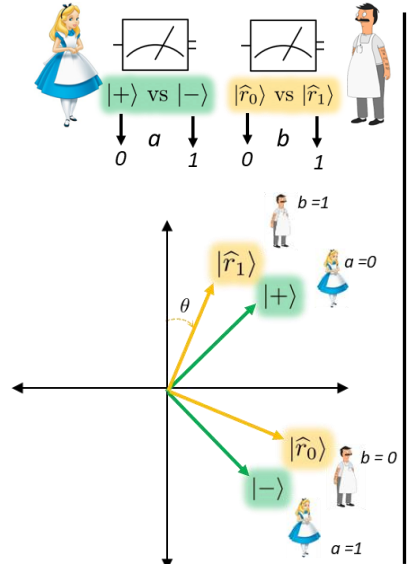 |+⟩ vs |−⟩ |r̂₀⟩ vs |r̂₁⟩
a b
0 1 0 1
b =1
|r̂₁⟩
a =0
|+⟩
θ
|r̂₀⟩
b = 0
|−⟩
a =1